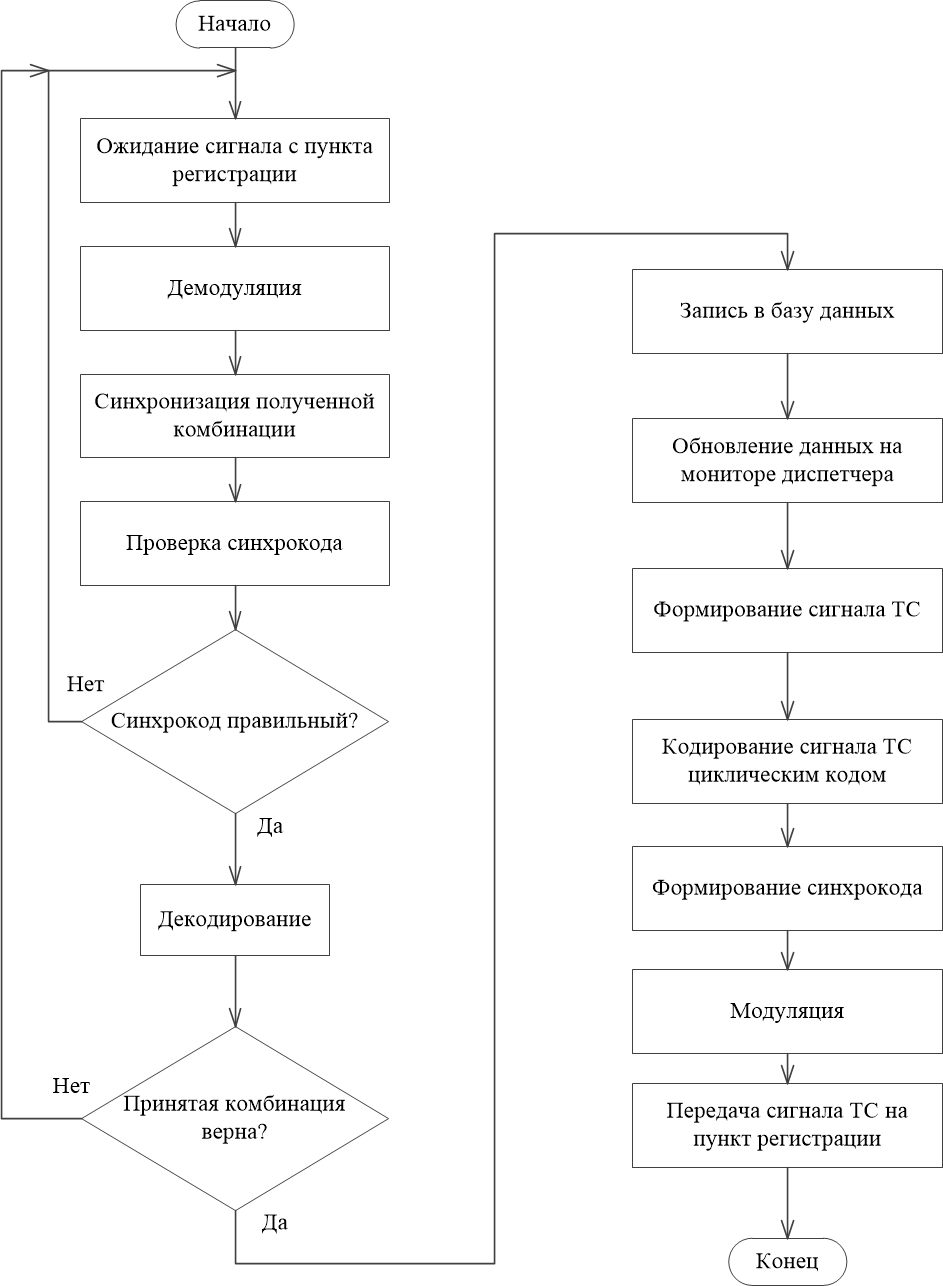 Начало
Ожидание сигнала с пункта
регистрации
Демодуляция
Синхронизация полученной
комбинации
Проверка синхрокода
Нет
Синхрокод правильный?
Да
Декодирование
Нет
Принятая комбинация
верна?
Да
Запись в базу данных
Обновление данных на
мониторе диспетчера
Формирование сигнала ТС
Кодирование сигнала ТС
циклическим кодом
Формирование синхрокода
Модуляция
Передача сигнала ТС на
пункт регистрации
Конец